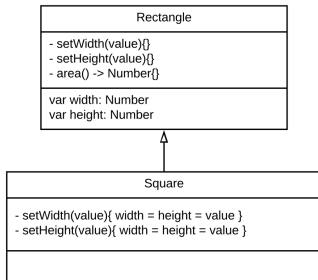 Rectangle
- setWidth(value){}
- setHeight(value){}
- area() -> Number{}
var width: Number
var height: Number
Square
- setWidth(value){ width = height = value }
- setHeight(value){ width = height = value }